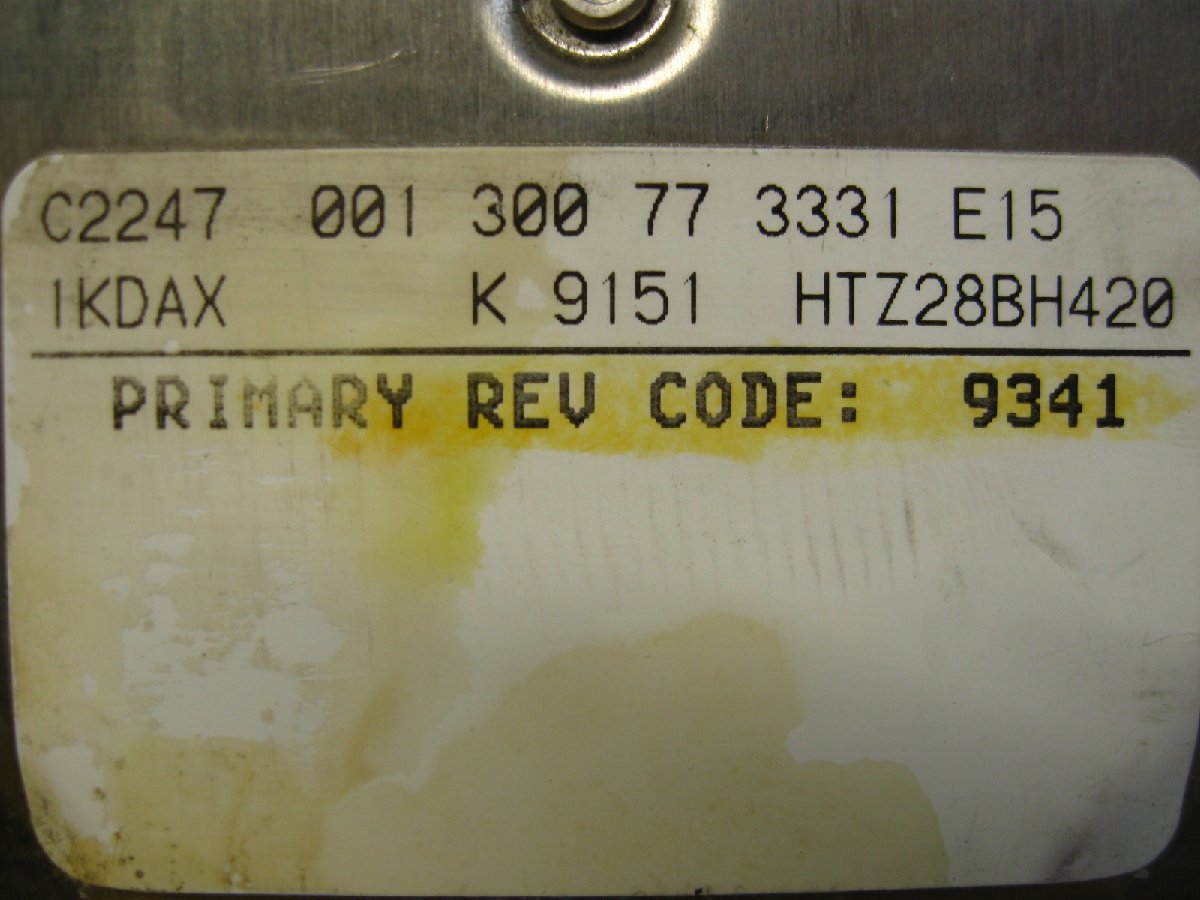 C2247 001 300 77 3331 E15
1KDAX K 9151 HTZ28BH420
PRIMARY REV CODE: 9341